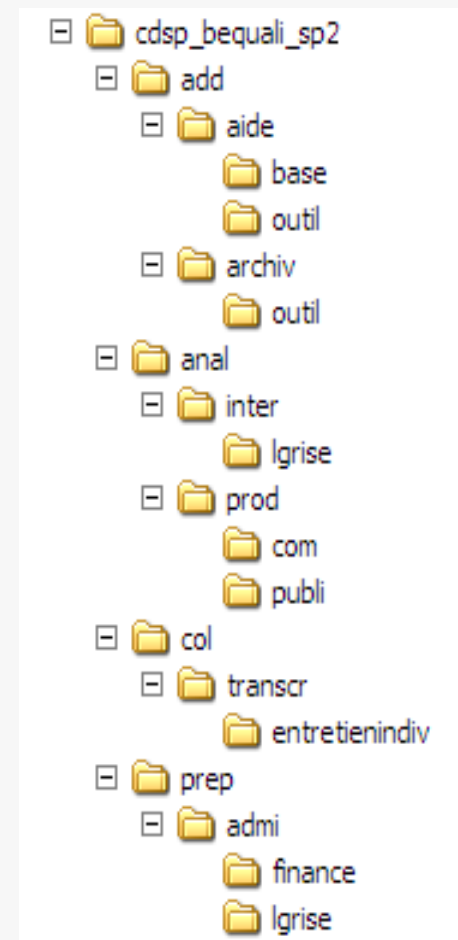 cdsp_bequali_sp2
add
aide
base
outil
archiv
outil
anal
inter
lgrise
prod
com
publi
col
transcr
entretienindiv
prep
admi
finance
lgrise